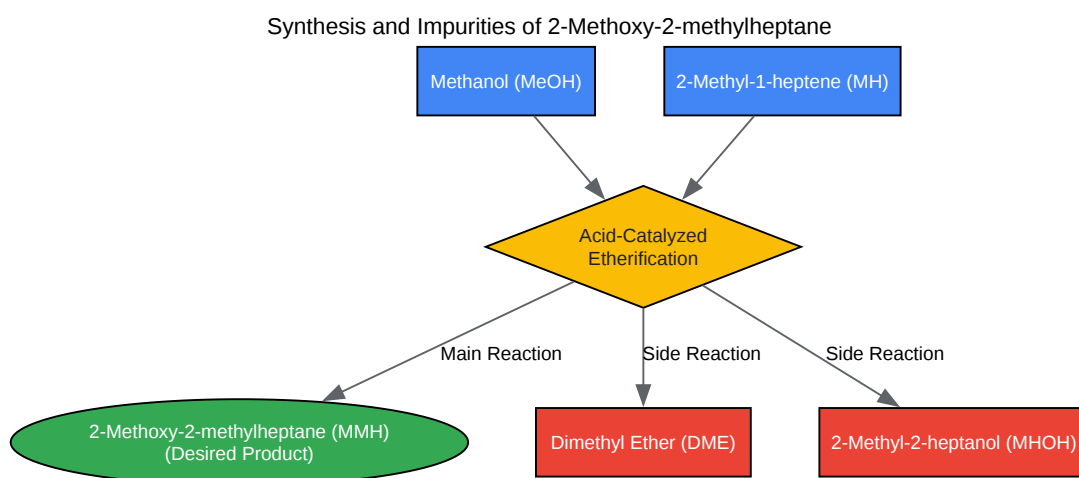 Synthesis and Impurities of 2-Methoxy-2-methylheptane
Methanol (MeOH)
2-Methyl-1-heptene (MH)
Acid-Catalyzed
Etherification
Main Reaction
Side Reaction
Side Reaction
2-Methoxy-2-methylheptane (MMH)
(Desired Product)
Dimethyl Ether (DME)
2-Methyl-2-heptanol (MHOH)